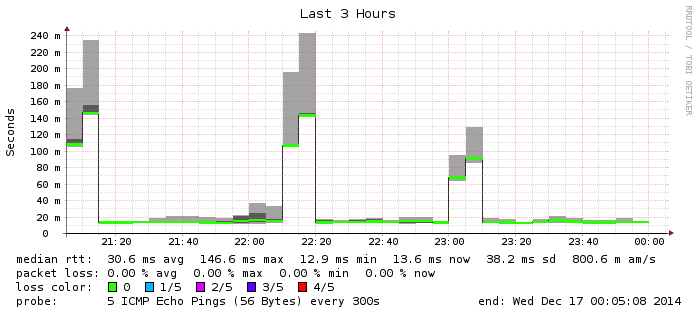 Last 3 Hours
RRDTOOL / TOBI OETIKER
Seconds
240 m
220 m
200 m
180 m
160 m
140 m
120 m
100 m
80 m
60 m
40 m
20 m
0
21:20 21:40 22:00 22:20 22:40 23:00 23:20 23:40 00:00
median rtt: 30.6 ms avg 146.6 ms max 12.9 ms min 13.6 ms now 38.2 ms sd 800.6 m am/s
packet loss: 0.00 % avg 0.00 % max 0.00 % min 0.00 % now
loss color: 0 1/5 2/5 3/5 4/5
probe: 5 ICMP Echo Pings (56 Bytes) every 300s end: Wed Dec 17 00:05:08 2014